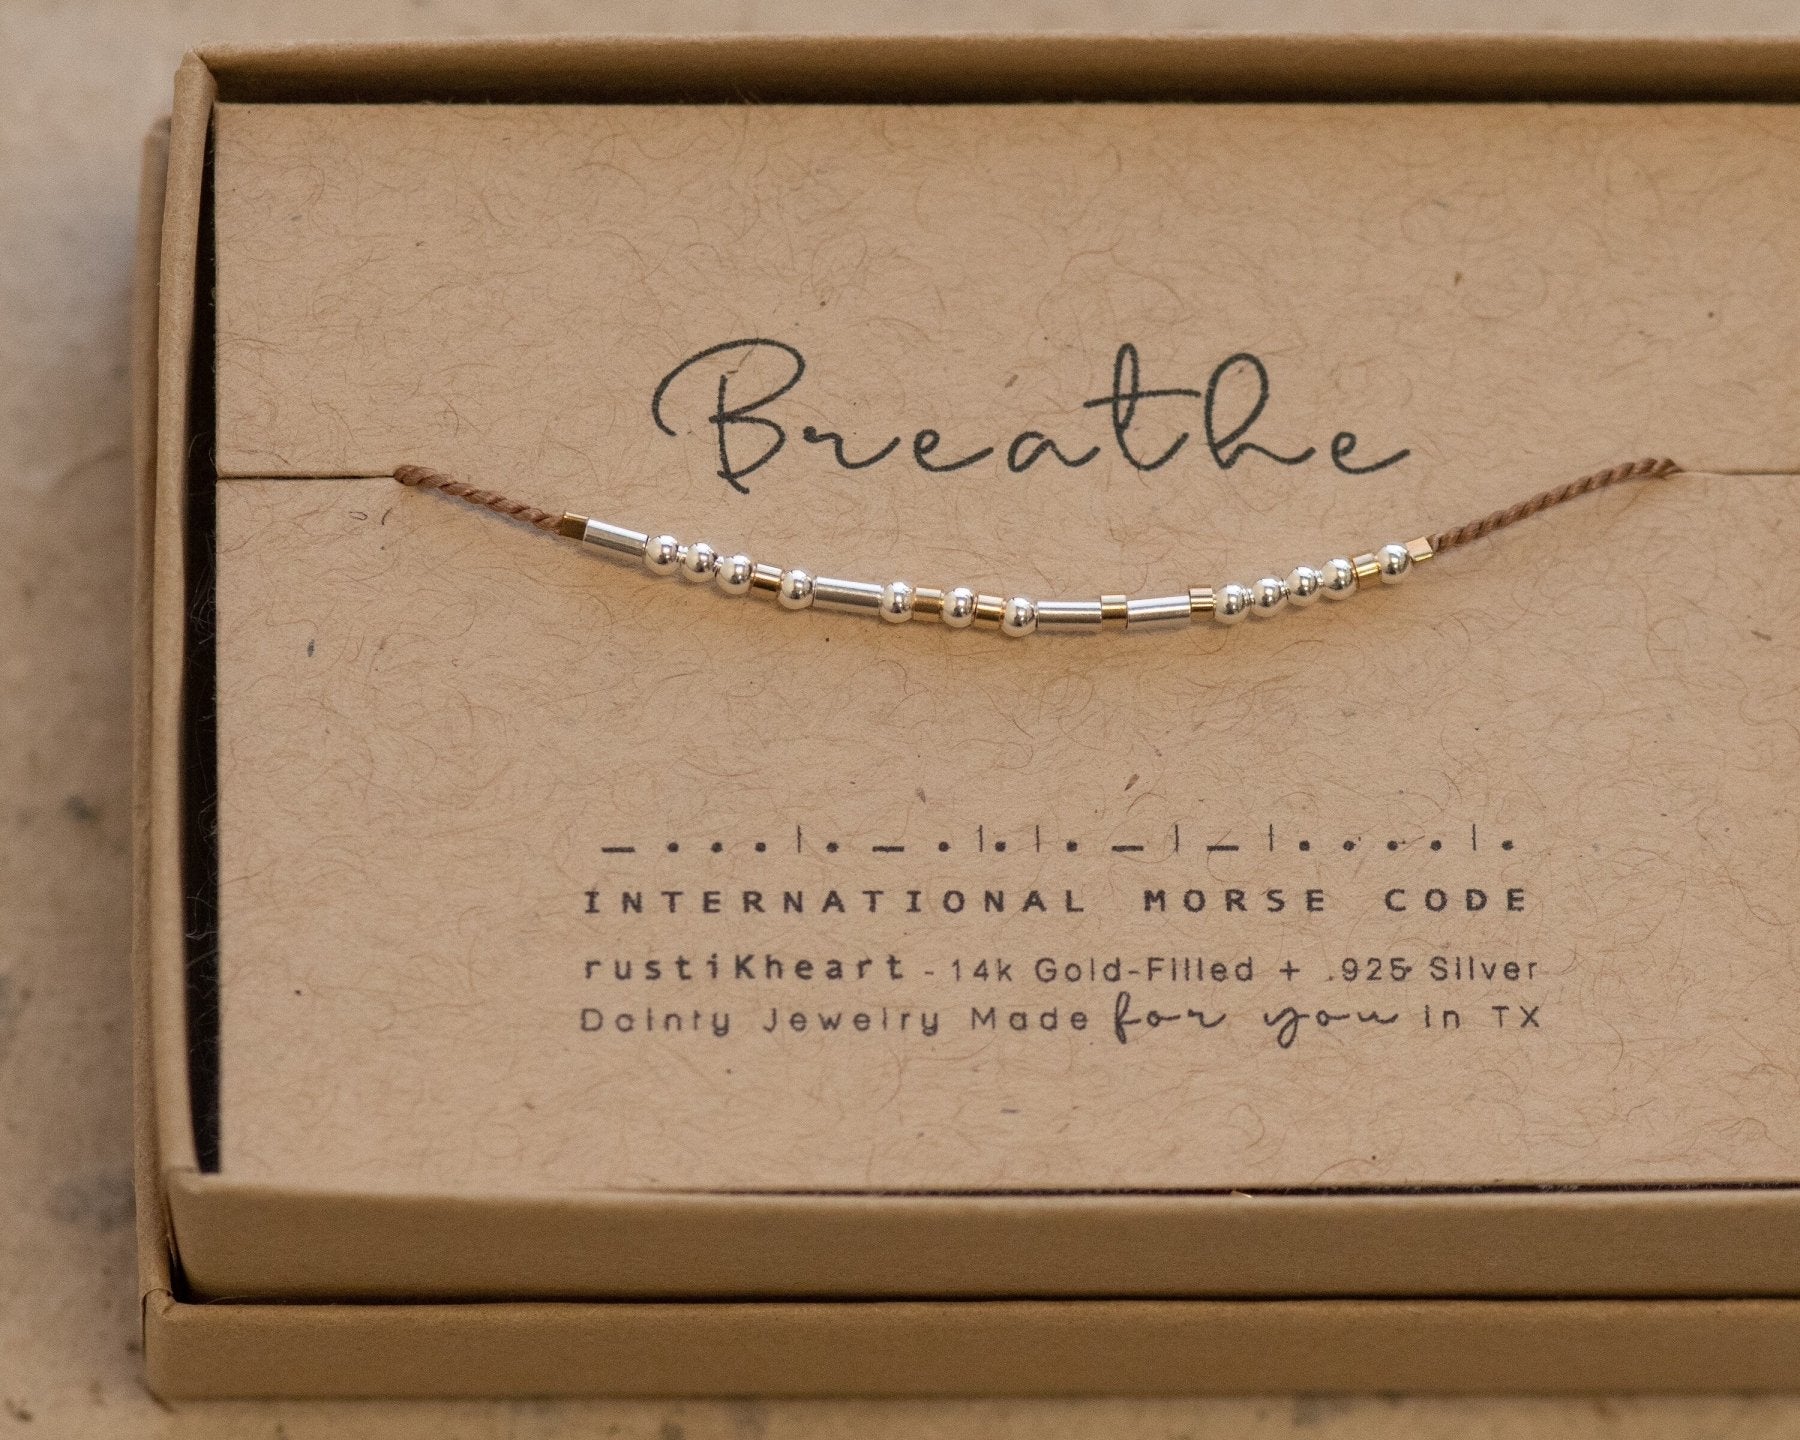 Breathe
_ . . . | . _ . | . | . _ | _ | . . . . | .
INTERNATIONAL MORSE CODE
rustiKheart - 14k Gold-Filled + .925 Silver
Dainty Jewelry Made for you in TX